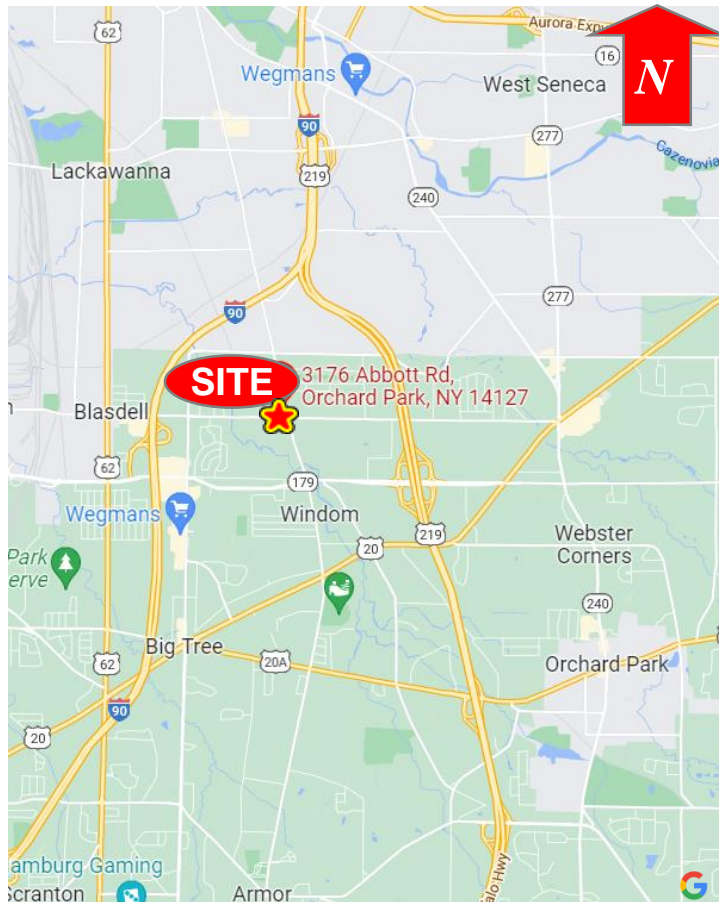 62
Aurora Exp
16
N
Wegmans
West Seneca
90
277
Cazenovia
Lackawanna
219
240
277
90
SITE
3176 Abbott Rd,
Orchard Park, NY 14127
Blasdell
62
179
Wegmans
Windom
219
Webster
Corners
20
Park
erve
240
Big Tree
20A
62
Orchard Park
90
20
amburg Gaming
Scranton
Armor
alo Hwy
G